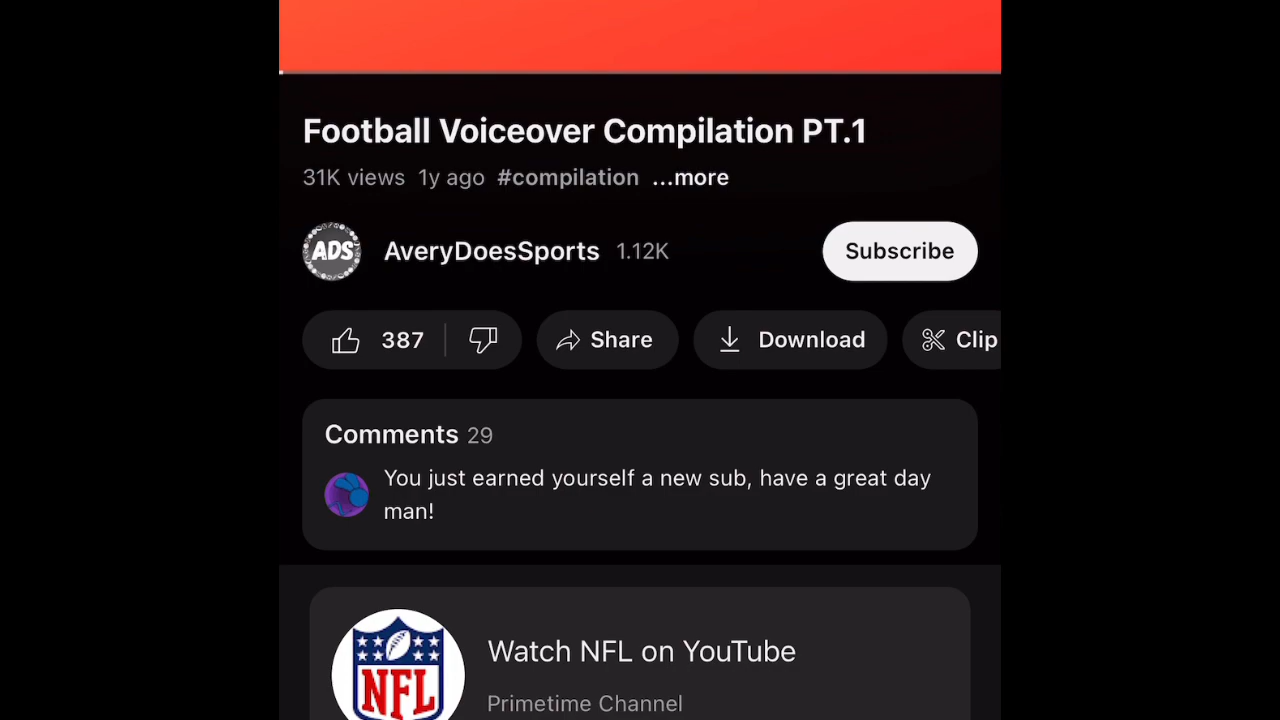 Football Voiceover Compilation PT.1
31K views 1y ago #compilation ...more
ADS AveryDoesSports 1.12K Subscribe
387 Share Download Clip
Comments 29
You just earned yourself a new sub, have a great day
man!
Watch NFL on YouTube
NFL
Primetime Channel